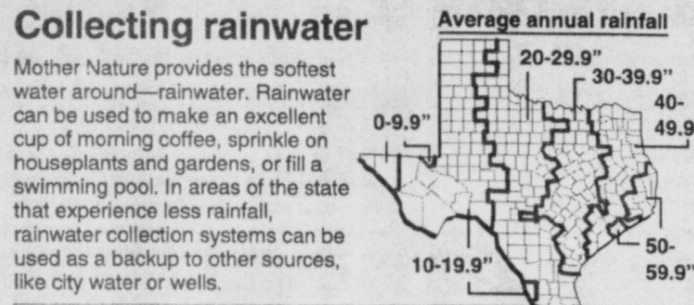 Collecting rainwater
Mother Nature provides the softest
water around—rainwater. Rainwater
can be used to make an excellent
cup of morning coffee, sprinkle on
houseplants and gardens, or fill a
swimming pool. In areas of the state
that experience less rainfall,
rainwater collection systems can be
used as a backup to other sources,
like city water or wells.
Average annual rainfall
20-29.9"
30-39.9"
40-
49.9
0-9.9"
10-19.9"
50-
59.9"